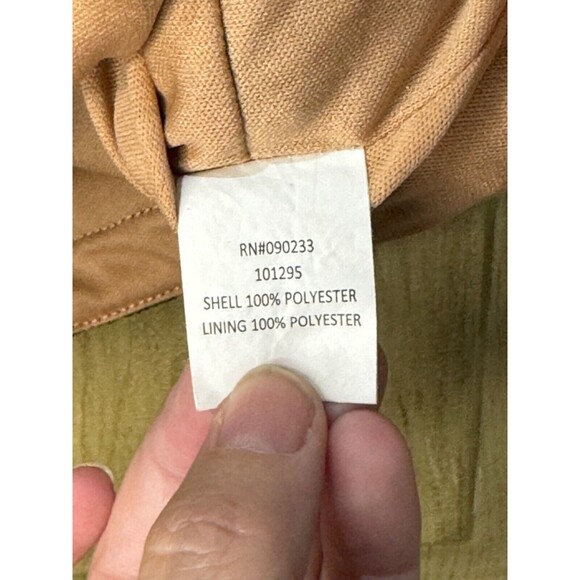 RN#090233
101295
SHELL 100% POLYESTER
LINING 100% POLYESTER